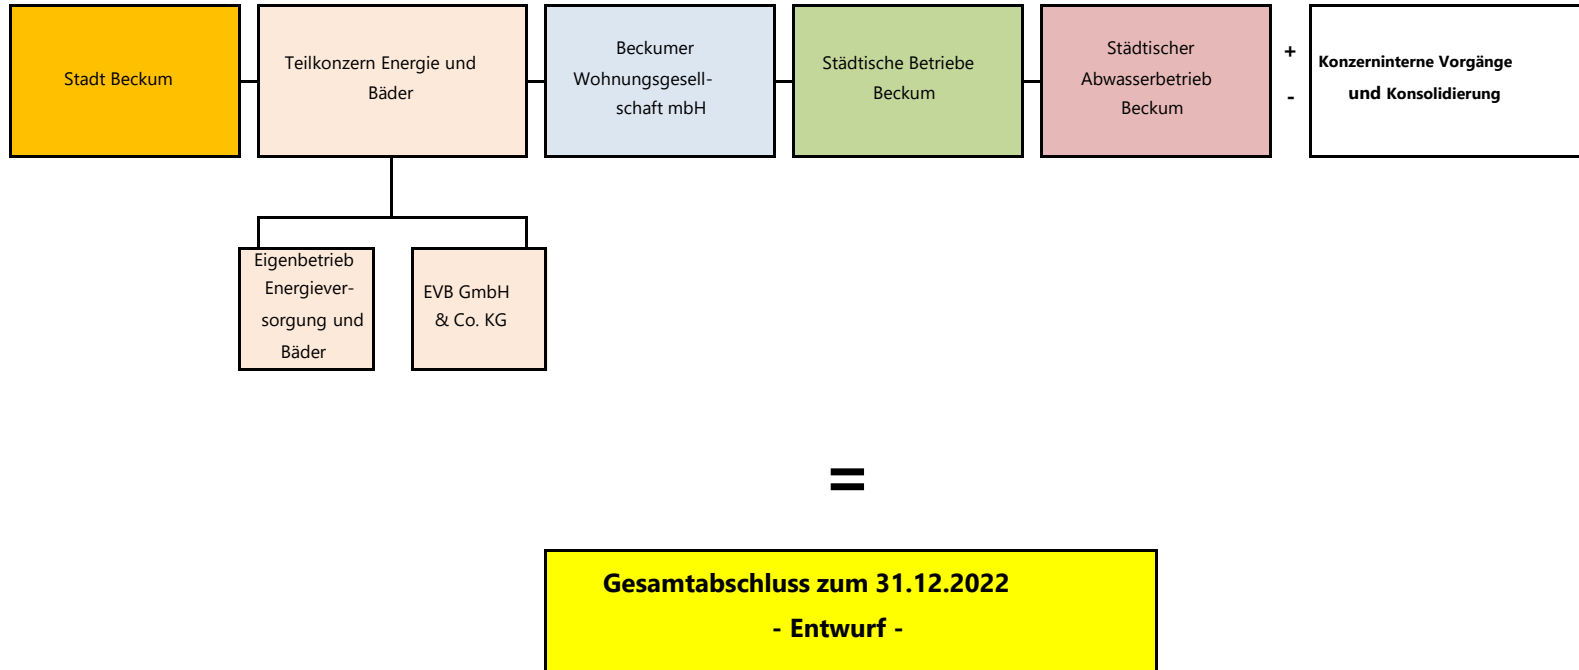 Stadt Beckum
Teilkonzern Energie und
Bäder
Beckumer
Wohnungsgesell-
schaft mbH
Städtische Betriebe
Beckum
Städtischer
Abwasserbetrieb
Beckum
+
-
Konzerninterne Vorgänge
und Konsolidierung
Eigenbetrieb
Energiever-
sorgung und
Bäder
EVB GmbH
& Co. KG
=
Gesamtabschluss zum 31.12.2022
- Entwurf -